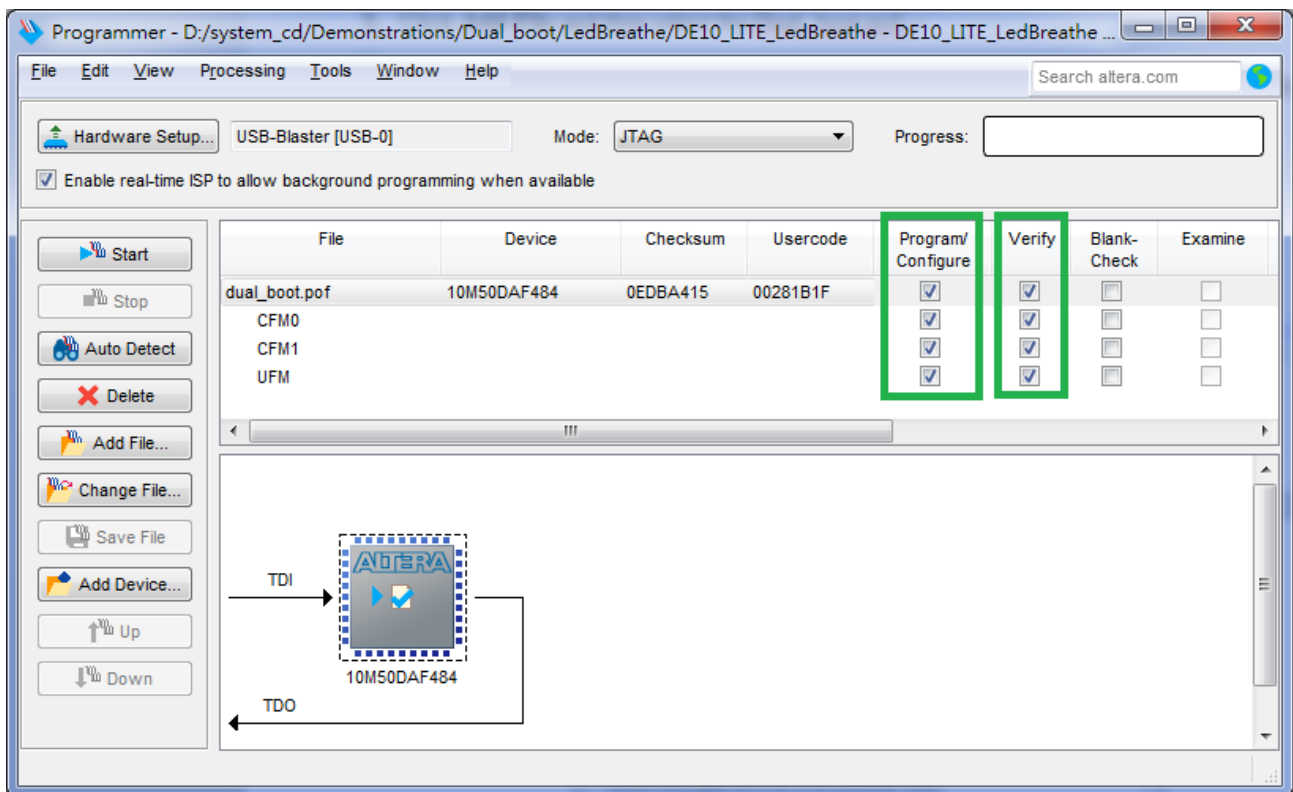 Programmer - D:/system_cd/Demonstrations/Dual_boot/LedBreathe/DE10_LITE_LedBreathe - DE10_LITE_LedBreathe ...
File Edit View Processing Tools Window Help
Search altera.com
Hardware Setup... USB-Blaster [USB-0] Mode: JTAG Progress:
Enable real-time ISP to allow background programming when available
Start
Stop
Auto Detect
Delete
Add File...
Change File...
Save File
Add Device...
Up
Down
File Device Checksum Usercode Program/ Verify Blank- Examine
Configure Check
dual_boot.pof 10M50DAF484 0EDBA415 00281B1F
CFM0
CFM1
UFM
ALTERA
TDI
10M50DAF484
TDO